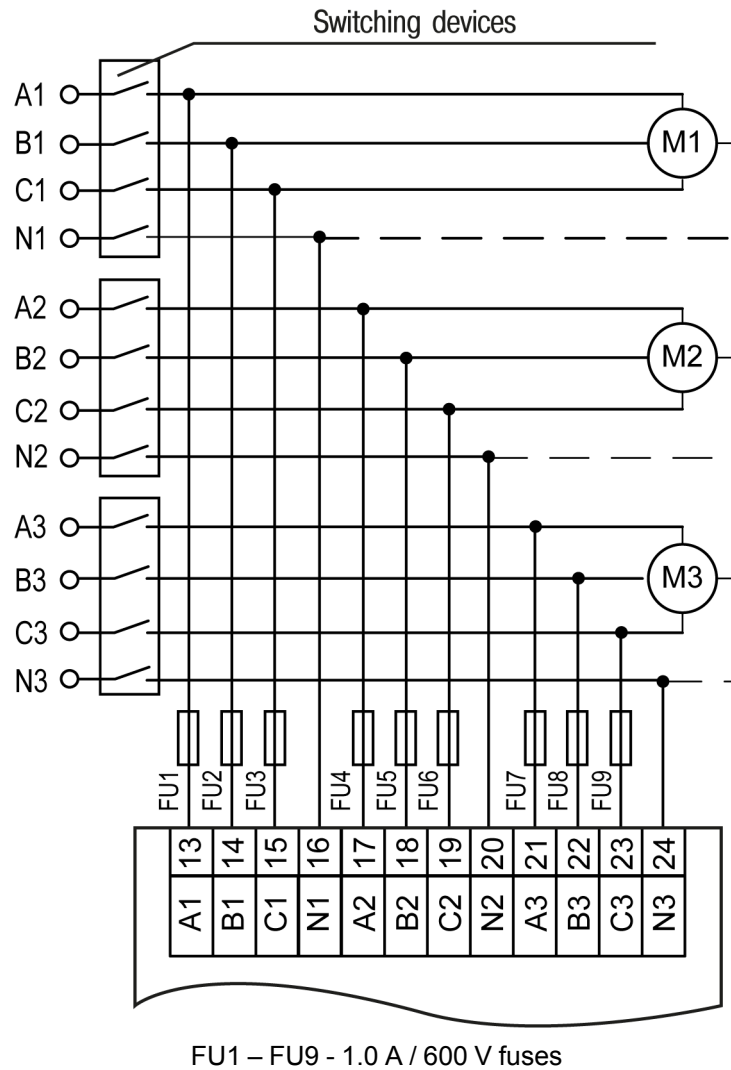 Switching devices
A1
M1
B1
C1
N1
A2
M2
B2
C2
N2
A3
M3
B3
C3
N3
FU1 FU2 FU3 FU4 FU5 FU6 FU7 FU8 FU9
13 14 15 16 17 18 19 20 21 22 23 24
A1 B1 C1 N1 A2 B2 C2 N2 A3 B3 C3 N3
FU1 – FU9 - 1.0 A / 600 V fuses